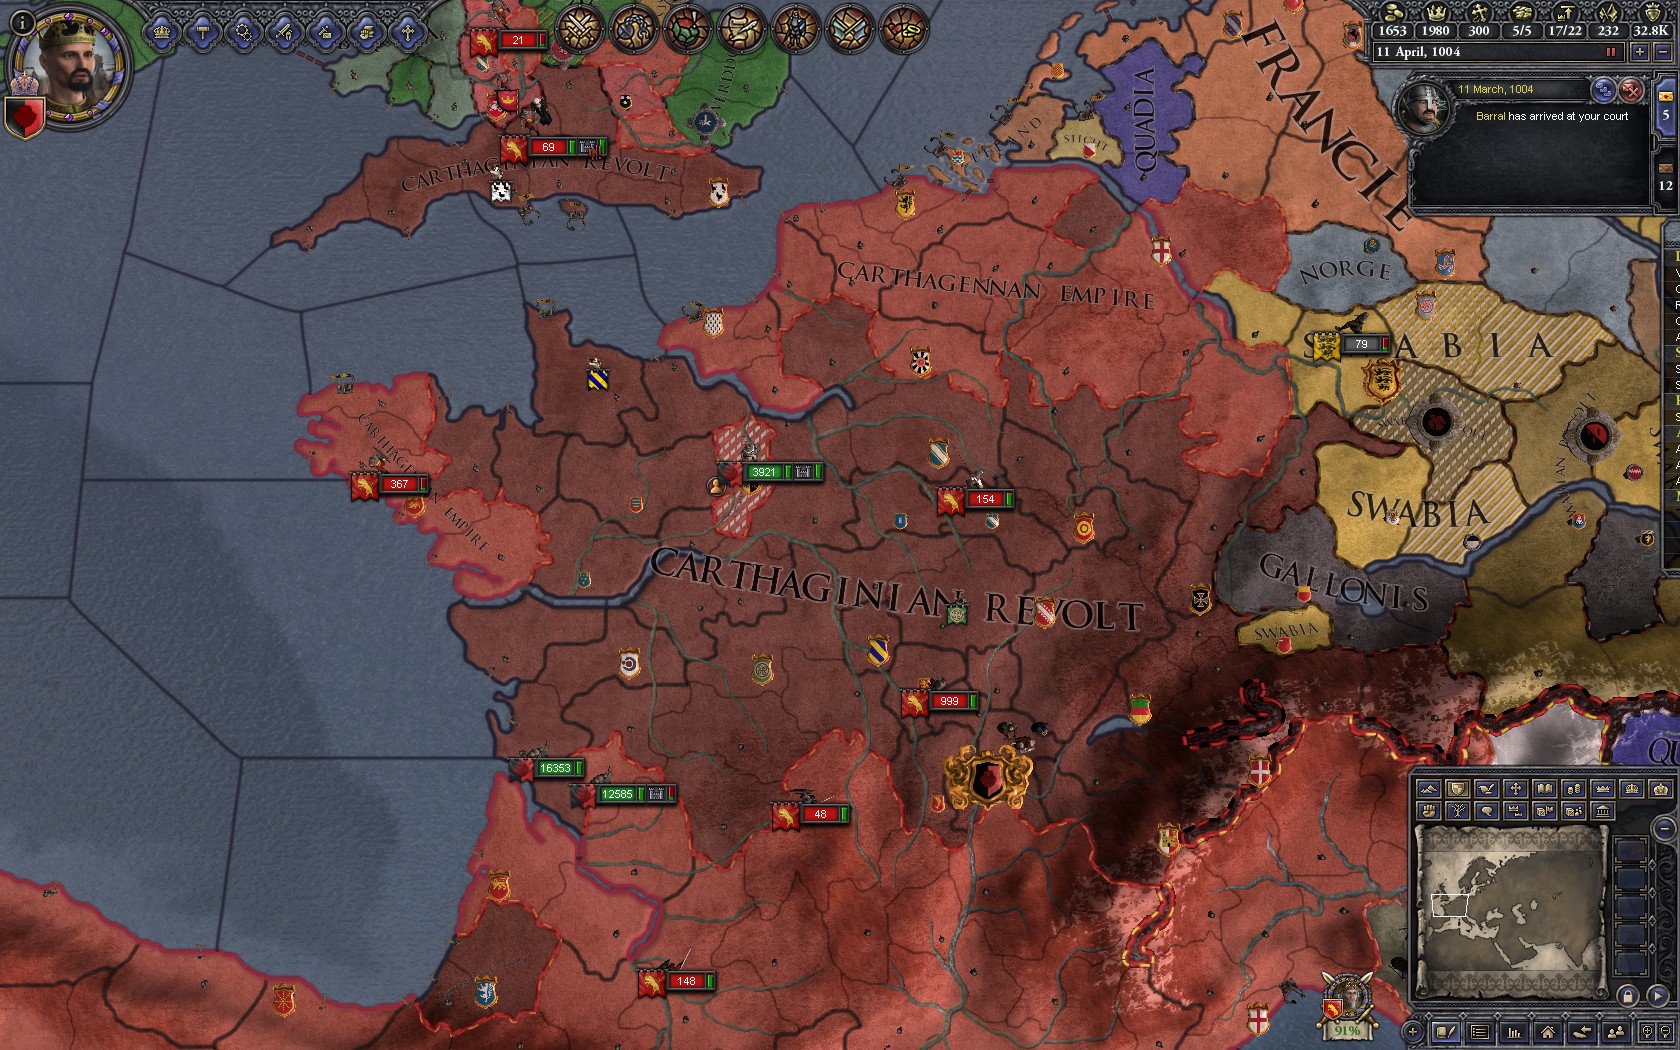 1653 1980 300 5/5 17/22 232 32.8K
11 April, 1004
11 March, 1004
Barral has arrived at your court
5
12
21
69
CARTHAGINIAN REVOLT
QUADIA
FRANCIE
STICHT
CARTHAGENNAN EMPIRE
NORGE
SWABIA
79
367
CARTHAGENNAN EMPIRE
3921
154
SWABIA
CARTHAGINIAN REVOLT
GALLONIS
SWABIA
999
16353
12585
48
148
91%